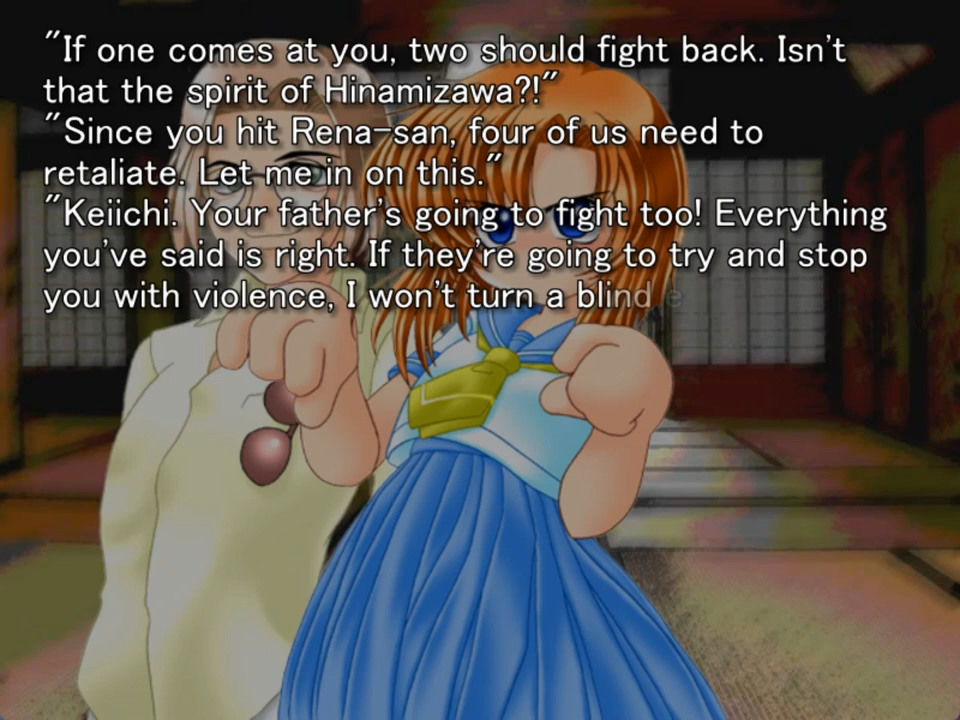 "If one comes at you, two should fight back. Isn't
that the spirit of Hinamizawa?!"
"Since you hit Rena-san, four of us need to
retaliate. Let me in on this."
"Keiichi. Your father's going to fight too! Everything
you've said is right. If they're going to try and stop
you with violence, I won't turn a blind e